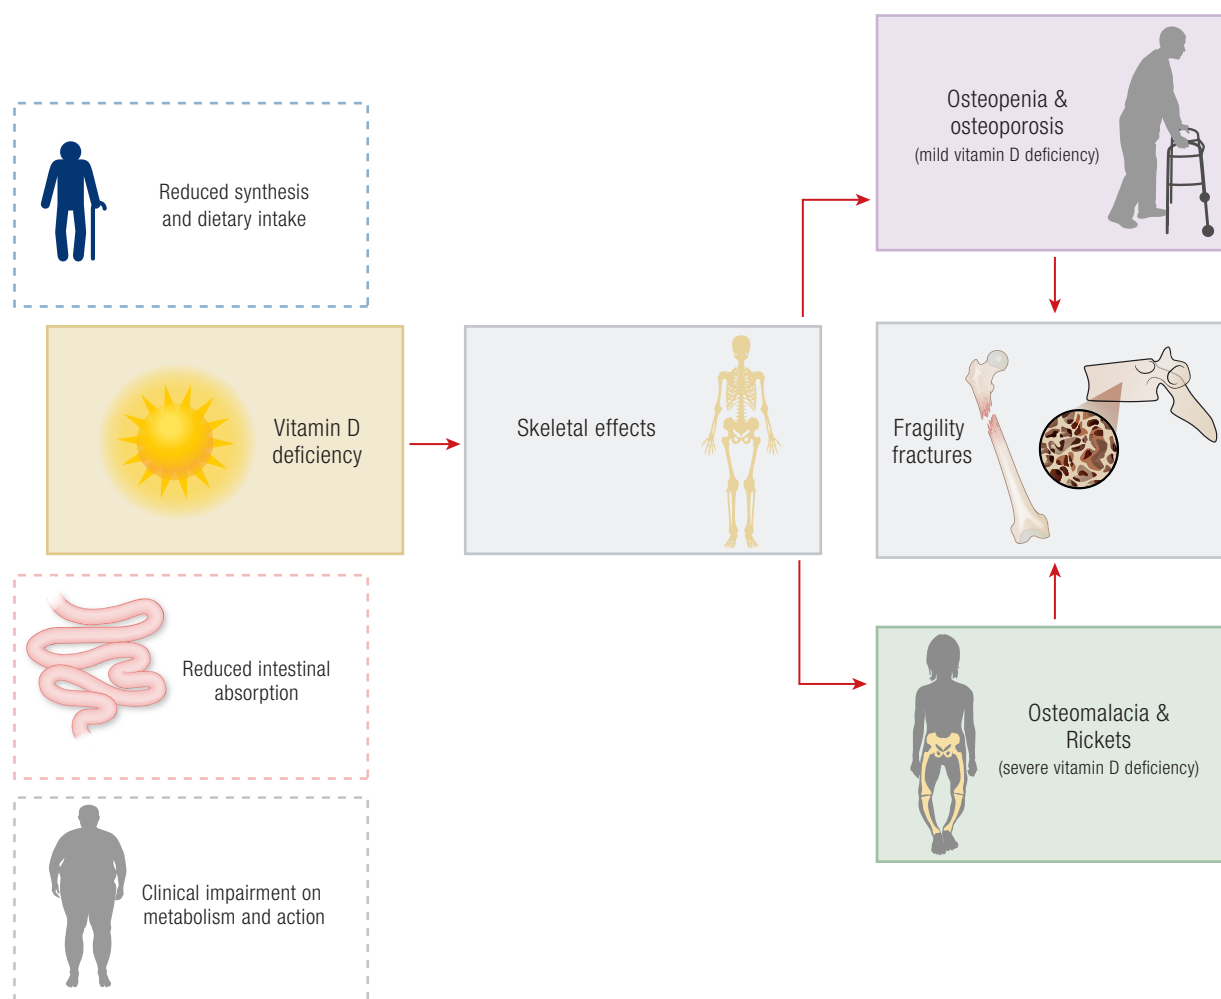 Reduced synthesis
and dietary intake
Vitamin D
deficiency
Reduced intestinal
absorption
Clinical impairment on
metabolism and action
Skeletal effects
Osteopenia &
osteoporosis
(mild vitamin D deficiency)
Fragility
fractures
Osteomalacia &
Rickets
(severe vitamin D deficiency)